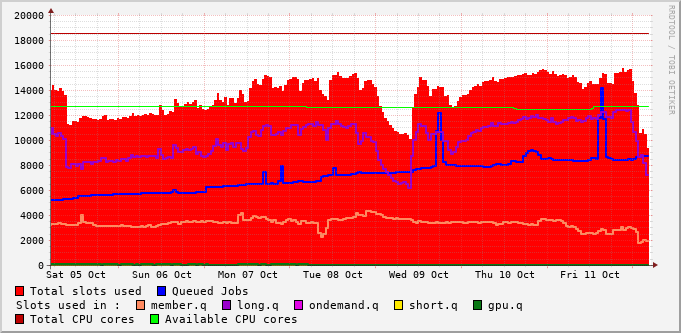 20000
18000
16000
14000
12000
10000
8000
6000
4000
2000
0
Sat 05 Oct Sun 06 Oct Mon 07 Oct Tue 08 Oct Wed 09 Oct Thu 10 Oct Fri 11 Oct
Total slots used Queued Jobs
Slots used in : member.q long.q ondemand.q short.q gpu.q
Total CPU cores Available CPU cores
RRDTOOL / TOBI OETIKER